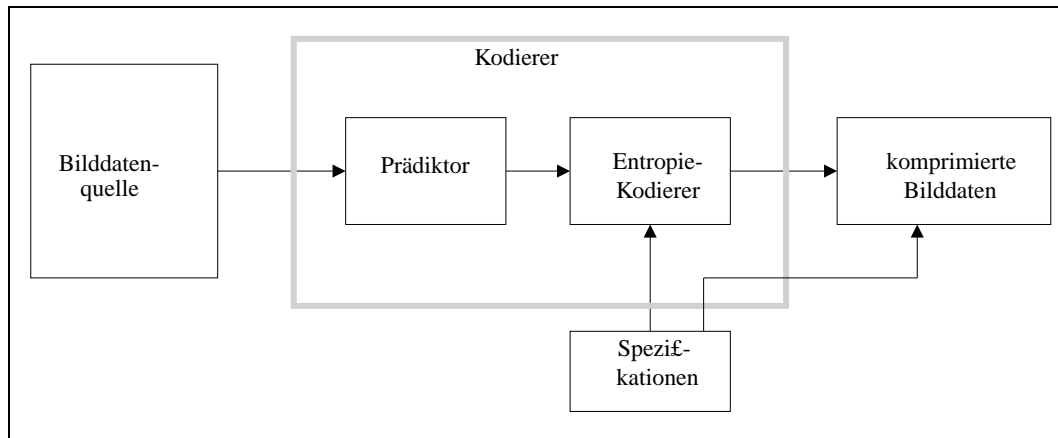 Kodierer
Bilddaten-
quelle
Prädiktor
Entropie-
Kodierer
komprimierte
Bilddaten
Spezi£-
kationen